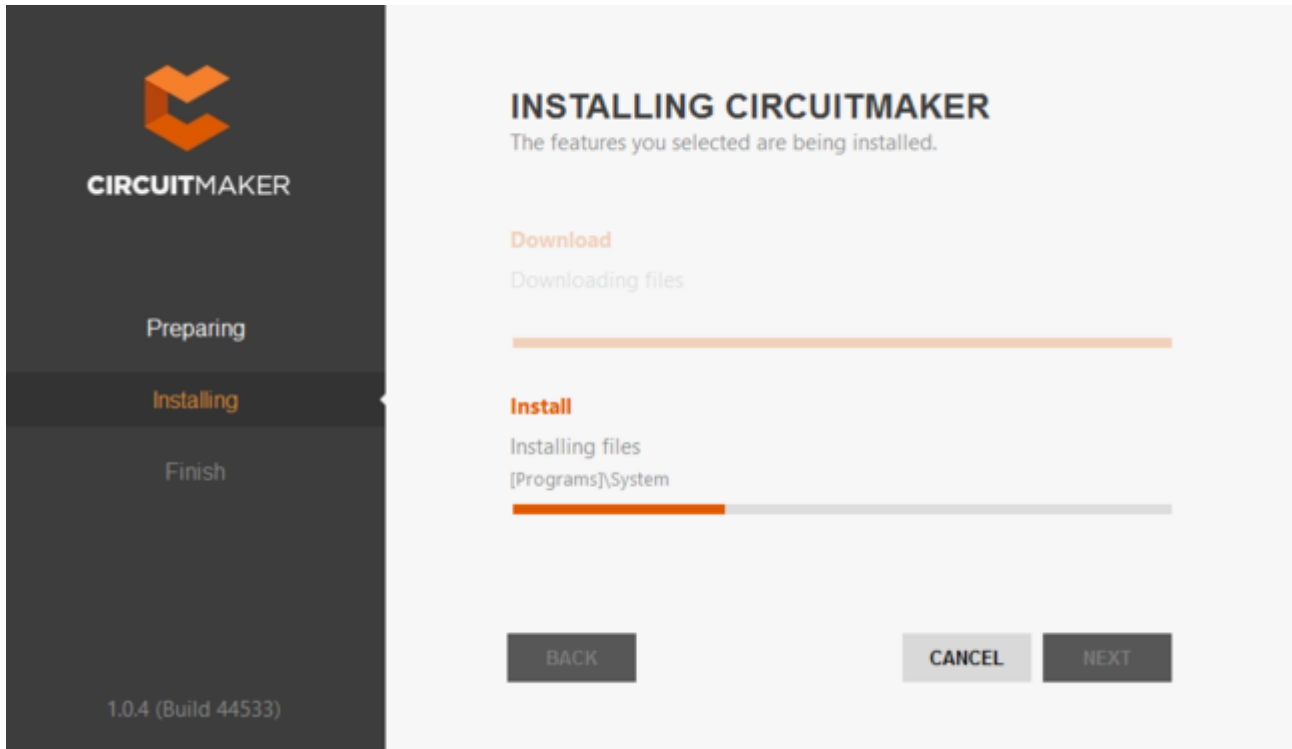 CIRCUITMAKER
Preparing
Installing
Finish
1.0.4 (Build 44533)
INSTALLING CIRCUITMAKER
The features you selected are being installed.
Download
Downloading files
Install
Installing files
[Programs]\System
BACK
CANCEL
NEXT